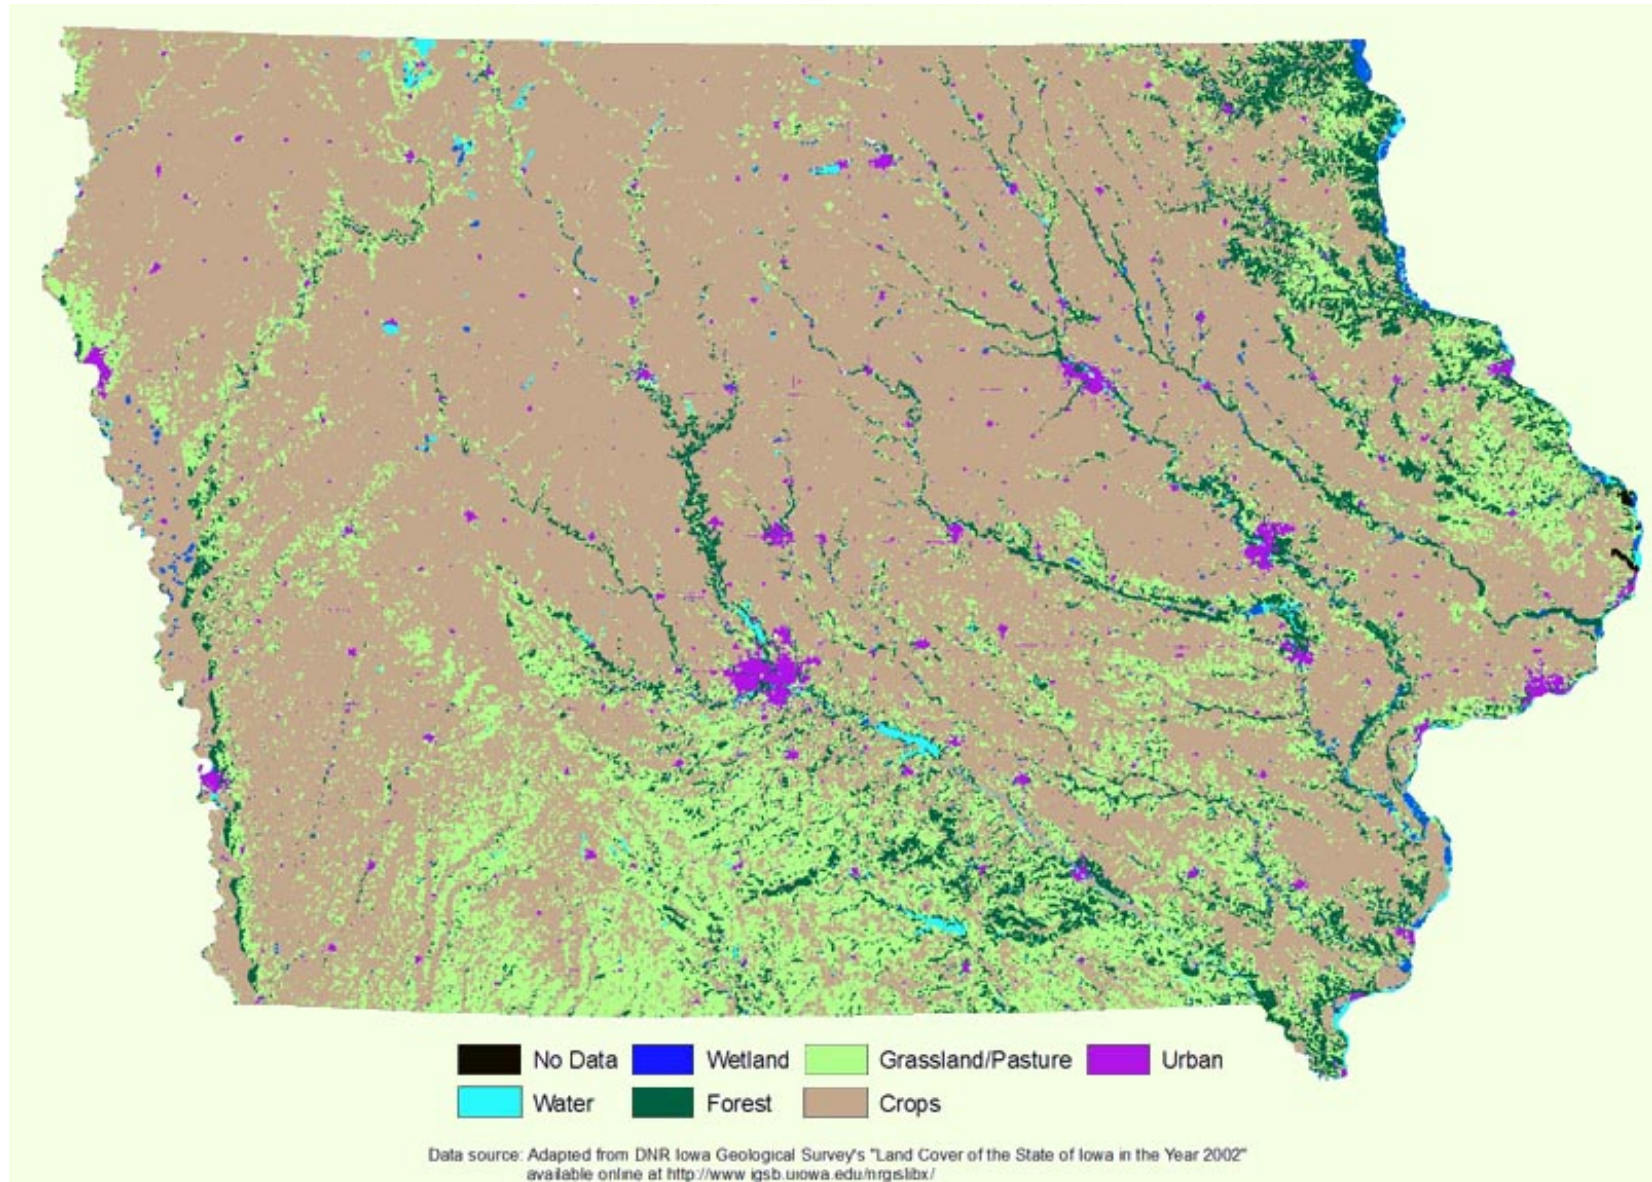 No Data
Wetland
Grassland/Pasture
Urban
Water
Forest
Crops
Data source: Adapted from DNR Iowa Geological Survey's "Land Cover of the State of Iowa in the Year 2002"
available online at http://www.igsb.uiowa.edu/nrgislibx/